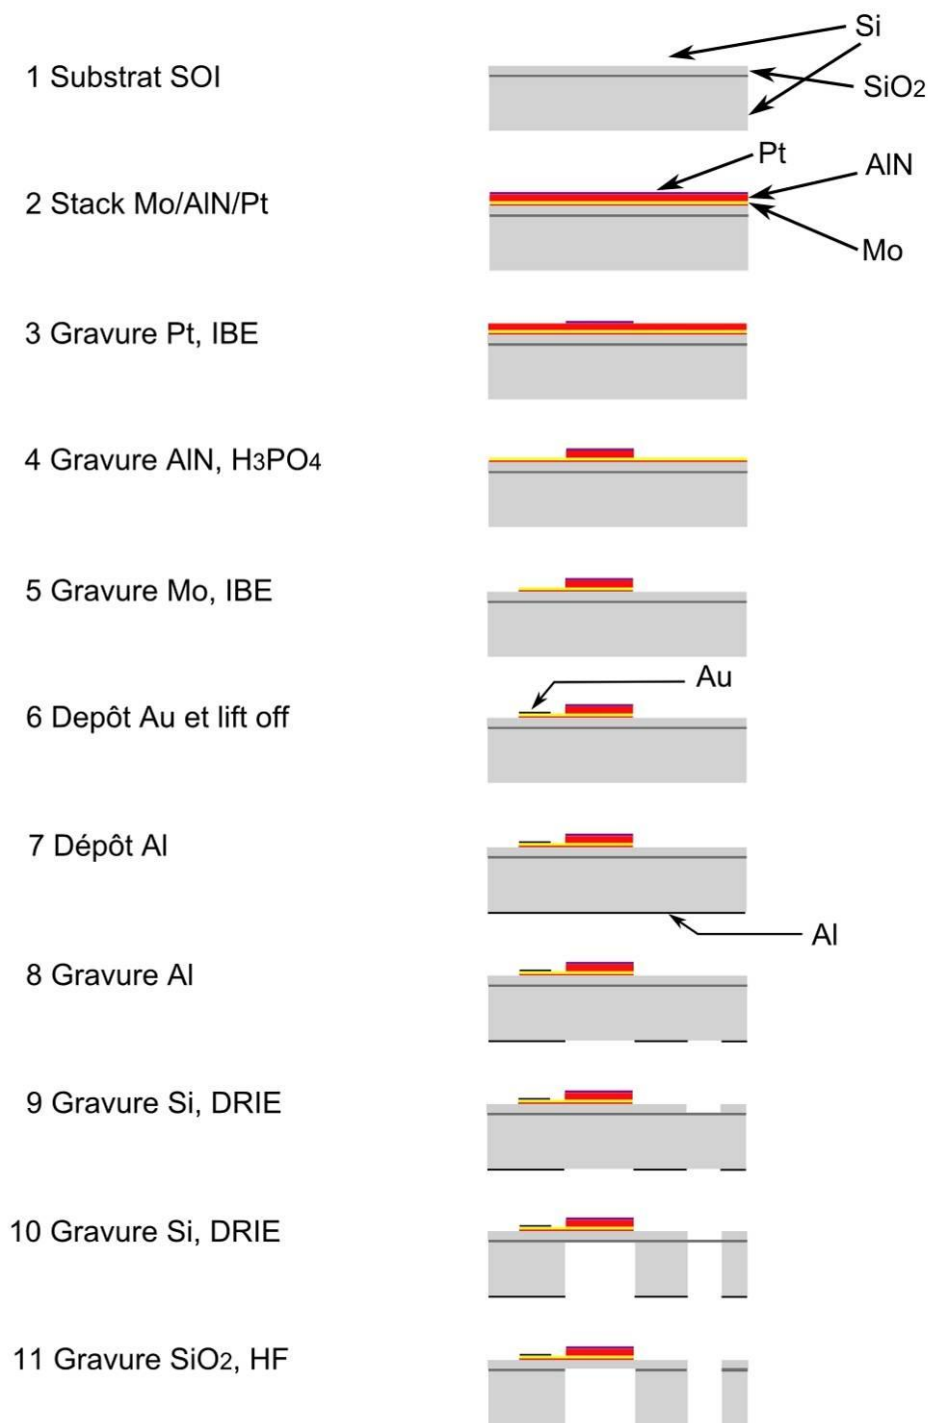 Si
1 Substrat SOI
SiO2
Pt
AlN
2 Stack Mo/AlN/Pt
Mo
3 Gravure Pt, IBE
4 Gravure AlN, H3PO4
5 Gravure Mo, IBE
Au
6 Depôt Au et lift off
7 Dépôt Al
Al
8 Gravure Al
9 Gravure Si, DRIE
10 Gravure Si, DRIE
11 Gravure SiO2, HF